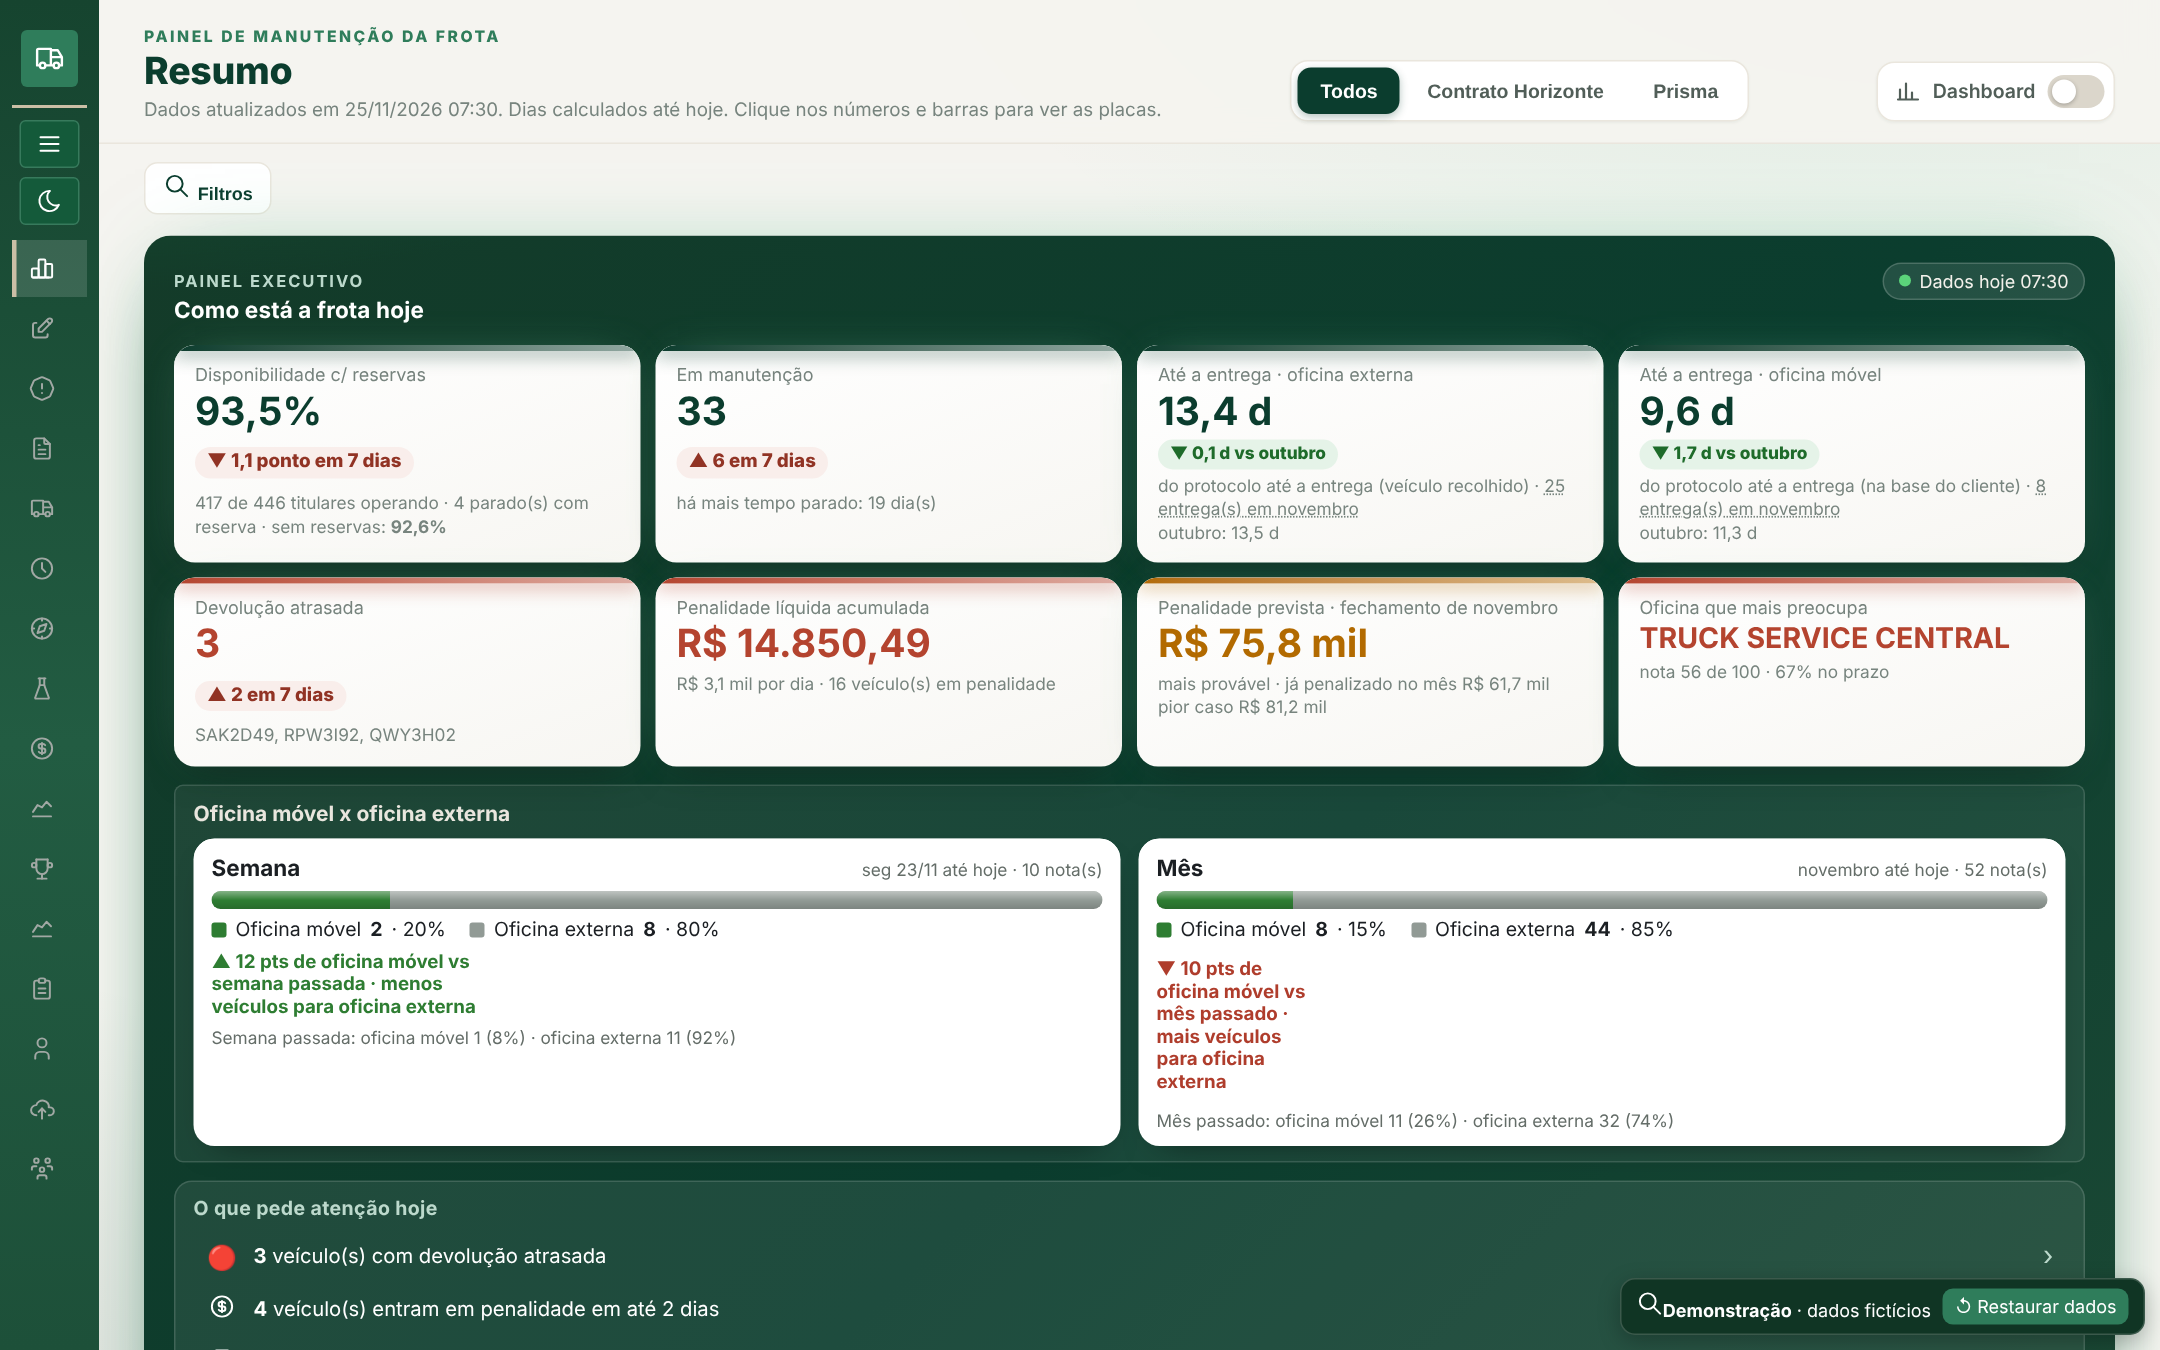 PAINEL DE MANUTENÇÃO DA FROTA
Resumo
Dados atualizados em 25/11/2026 07:30. Dias calculados até hoje. Clique nos números e barras para ver as placas.
Todos
Contrato Horizonte
Prisma
Dashboard
Filtros
PAINEL EXECUTIVO
Como está a frota hoje
Dados hoje 07:30
Disponibilidade c/ reservas
93,5%
▼ 1,1 ponto em 7 dias
417 de 446 titulares operando · 4 parado(s) com
reserva · sem reservas: 92,6%
Em manutenção
33
▲ 6 em 7 dias
há mais tempo parado: 19 dia(s)
Até a entrega · oficina externa
13,4 d
▼ 0,1 d vs outubro
do protocolo até a entrega (veículo recolhido) · 25
entrega(s) em novembro
outubro: 13,5 d
Até a entrega · oficina móvel
9,6 d
▼ 1,7 d vs outubro
do protocolo até a entrega (na base do cliente) · 8
entrega(s) em novembro
outubro: 11,3 d
Devolução atrasada
3
▲ 2 em 7 dias
SAK2D49, RPW3I92, QWY3H02
Penalidade líquida acumulada
R$ 14.850,49
R$ 3,1 mil por dia · 16 veículo(s) em penalidade
Penalidade prevista · fechamento de novembro
R$ 75,8 mil
mais provável · já penalizado no mês R$ 61,7 mil
pior caso R$ 81,2 mil
Oficina que mais preocupa
TRUCK SERVICE CENTRAL
nota 56 de 100 · 67% no prazo
Oficina móvel x oficina externa
Semana
seg 23/11 até hoje · 10 nota(s)
Oficina móvel 2 · 20%
Oficina externa 8 · 80%
▲ 12 pts de oficina móvel vs
semana passada · menos
veículos para oficina externa
Semana passada: oficina móvel 1 (8%) · oficina externa 11 (92%)
Mês
novembro até hoje · 52 nota(s)
Oficina móvel 8 · 15%
Oficina externa 44 · 85%
▼ 10 pts de
oficina móvel vs
mês passado ·
mais veículos
para oficina
externa
Mês passado: oficina móvel 11 (26%) · oficina externa 32 (74%)
O que pede atenção hoje
3 veículo(s) com devolução atrasada
4 veículo(s) entram em penalidade em até 2 dias
Demonstração · dados fictícios
Restaurar dados